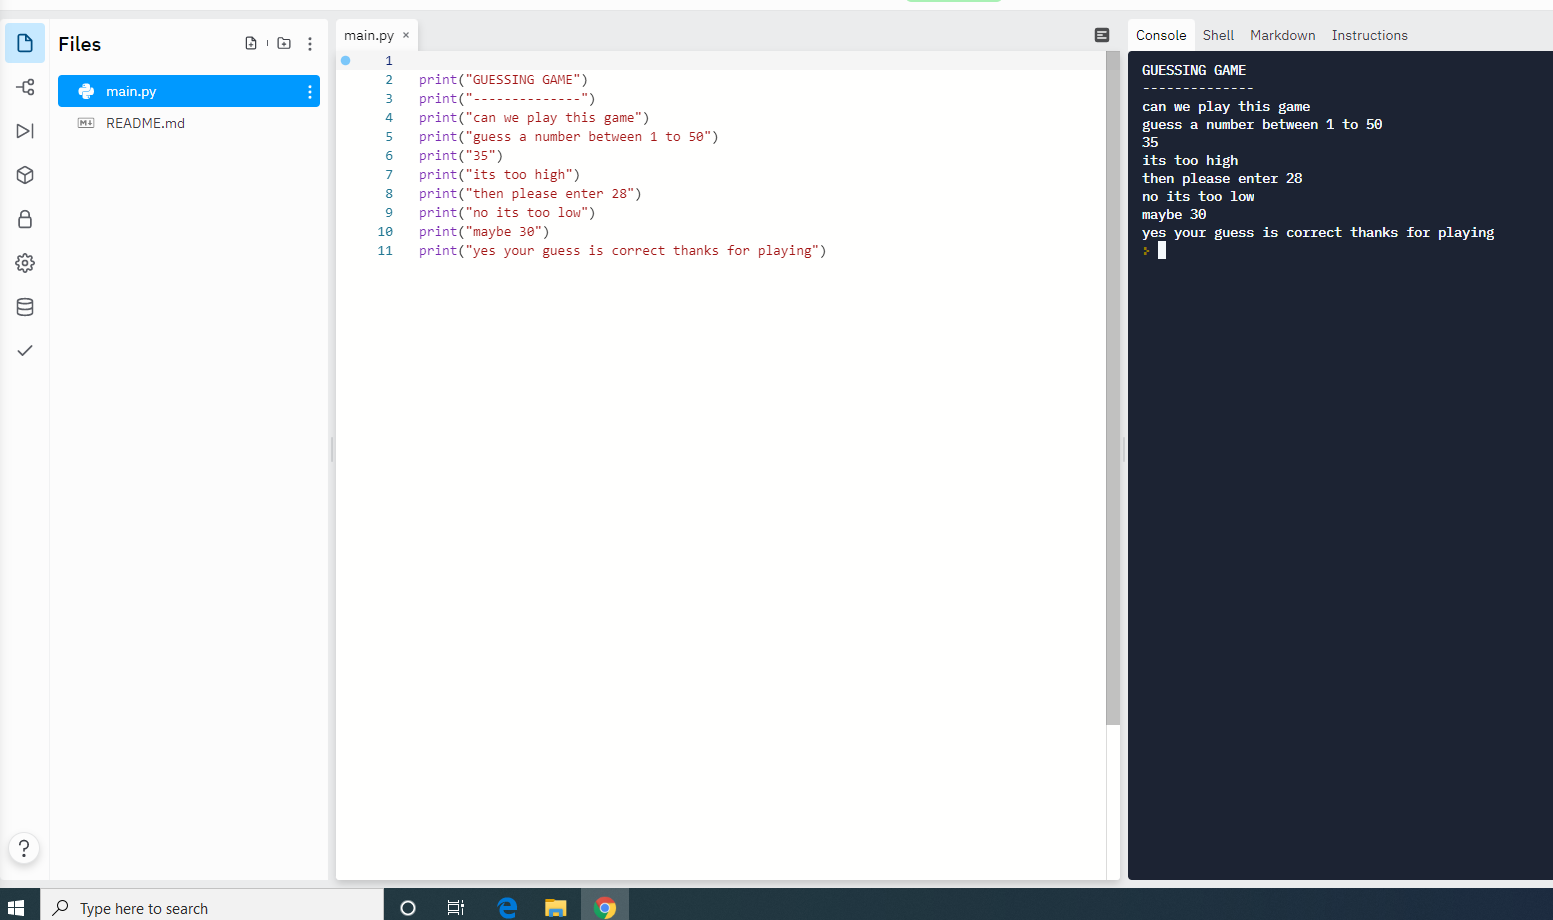 Files
main.py
README.md
main.py ×
1
2 print("GUESSING GAME")
3 print("--------------")
4 print("can we play this game")
5 print("guess a number between 1 to 50")
6 print("35")
7 print("its too high")
8 print("then please enter 28")
9 print("no its too low")
10 print("maybe 30")
11 print("yes your guess is correct thanks for playing")
Console Shell Markdown Instructions
GUESSING GAME
--------------
can we play this game
guess a number between 1 to 50
35
its too high
then please enter 28
no its too low
maybe 30
yes your guess is correct thanks for playing
?
Type here to search